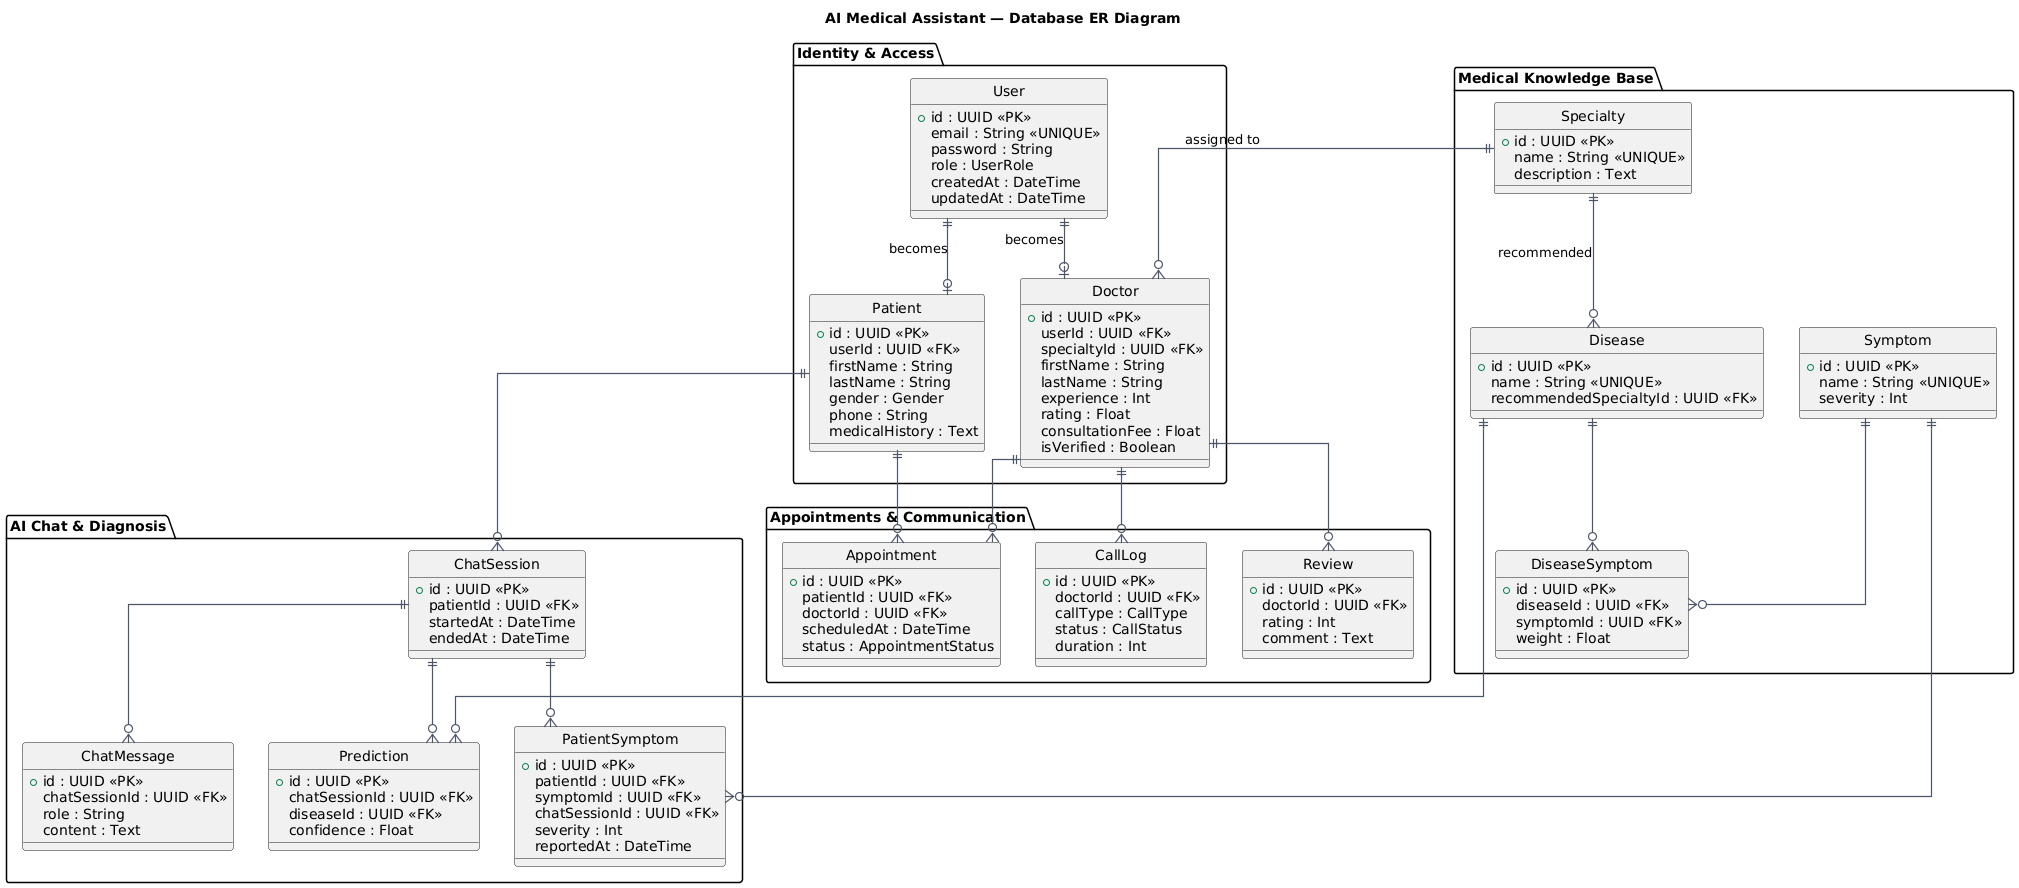 AI Medical Assistant — Database ER Diagram
Identity & Access
User
id : UUID «PK»
email : String «UNIQUE»
password : String
role : UserRole
createdAt : DateTime
updatedAt : DateTime
becomes
becomes
Patient
id : UUID «PK»
userId : UUID «FK»
firstName : String
lastName : String
gender : Gender
phone : String
medicalHistory : Text
Doctor
id : UUID «PK»
userId : UUID «FK»
specialtyId : UUID «FK»
firstName : String
lastName : String
experience : Int
rating : Float
consultationFee : Float
isVerified : Boolean
assigned to
Medical Knowledge Base
Specialty
id : UUID «PK»
name : String «UNIQUE»
description : Text
recommended
Disease
id : UUID «PK»
name : String «UNIQUE»
recommendedSpecialtyId : UUID «FK»
Symptom
id : UUID «PK»
name : String «UNIQUE»
severity : Int
DiseaseSymptom
id : UUID «PK»
diseaseId : UUID «FK»
symptomId : UUID «FK»
weight : Float
AI Chat & Diagnosis
ChatSession
id : UUID «PK»
patientId : UUID «FK»
startedAt : DateTime
endedAt : DateTime
ChatMessage
id : UUID «PK»
chatSessionId : UUID «FK»
role : String
content : Text
Prediction
id : UUID «PK»
chatSessionId : UUID «FK»
diseaseId : UUID «FK»
confidence : Float
PatientSymptom
id : UUID «PK»
patientId : UUID «FK»
symptomId : UUID «FK»
chatSessionId : UUID «FK»
severity : Int
reportedAt : DateTime
Appointments & Communication
Appointment
id : UUID «PK»
patientId : UUID «FK»
doctorId : UUID «FK»
scheduledAt : DateTime
status : AppointmentStatus
CallLog
id : UUID «PK»
doctorId : UUID «FK»
callType : CallType
status : CallStatus
duration : Int
Review
id : UUID «PK»
doctorId : UUID «FK»
rating : Int
comment : Text